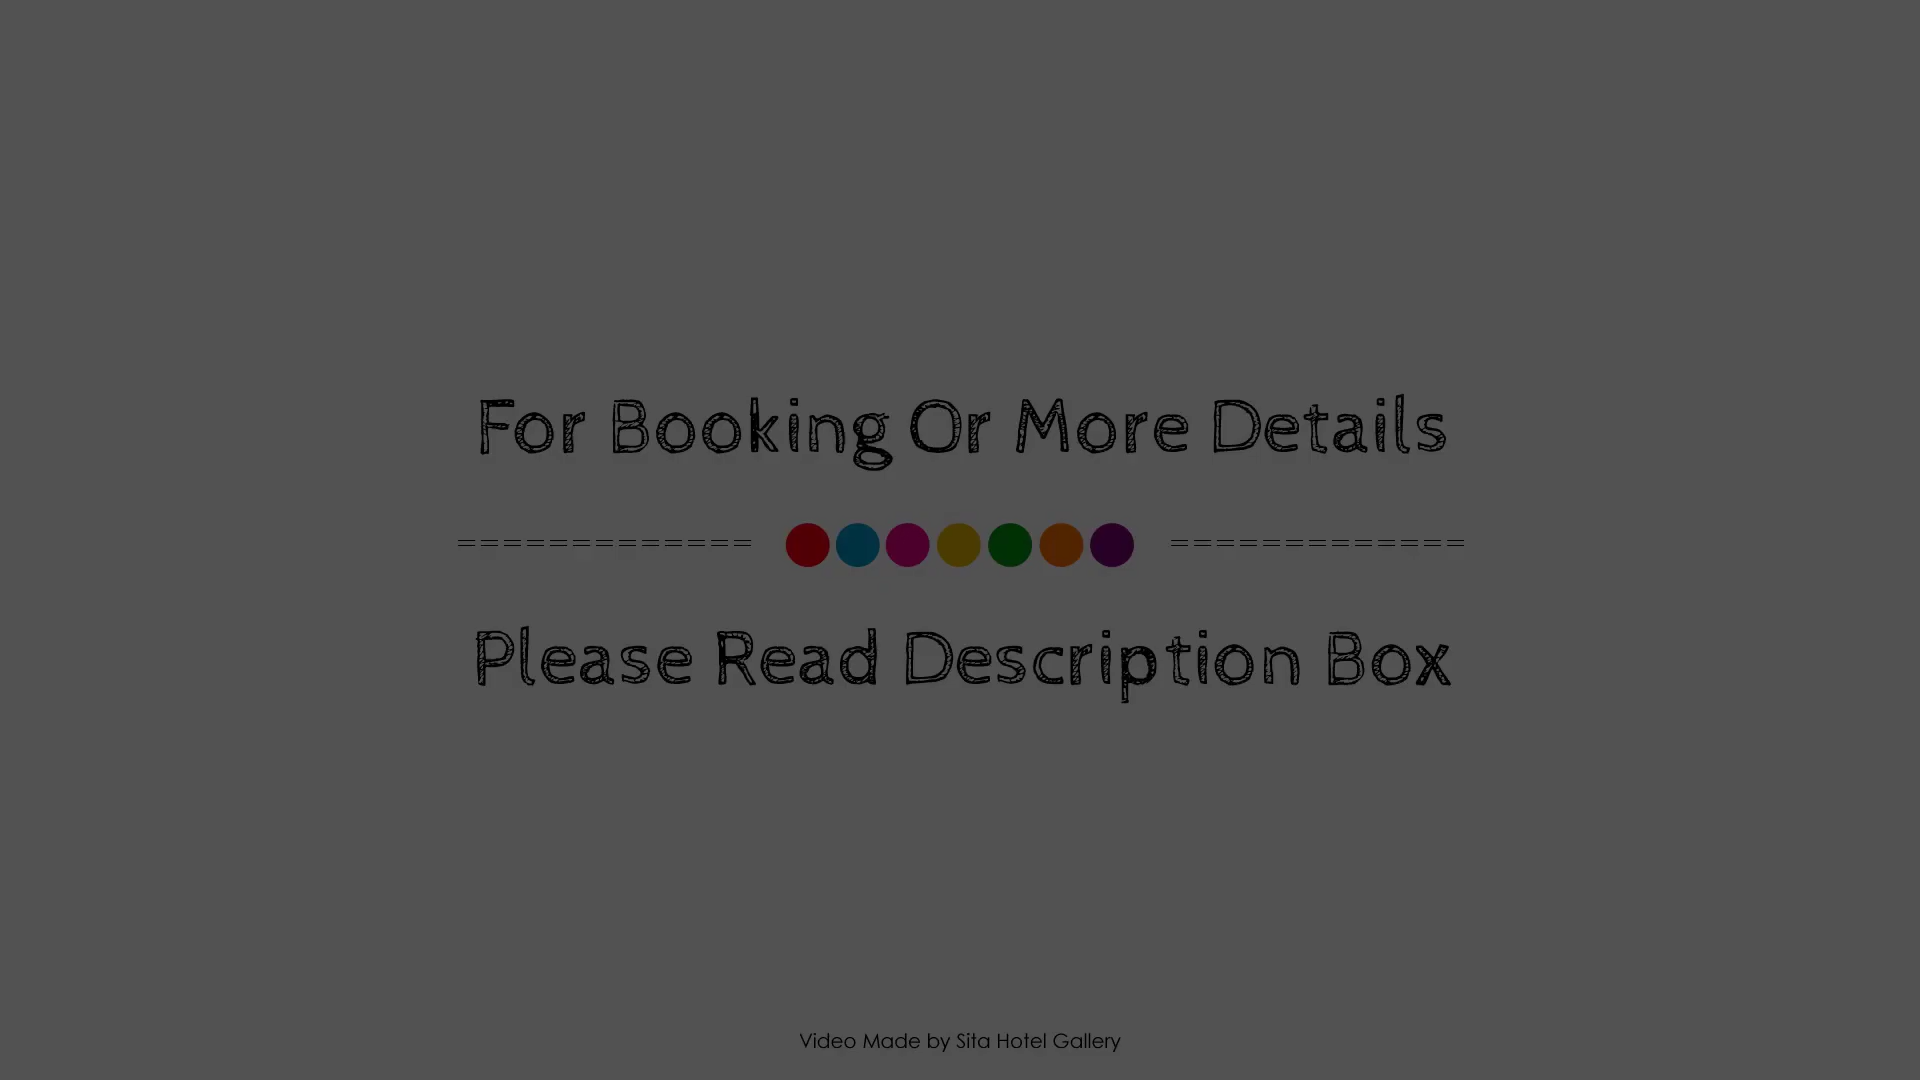 For Booking Or More Details
============= =============
Please Read Description Box
Video Made by Sita Hotel Gallery